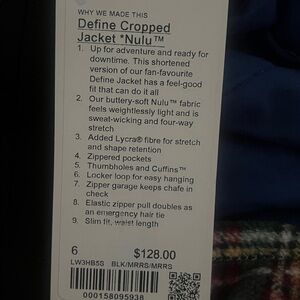 WHY WE MADE THIS
Define Cropped
Jacket *Nulu™
1. Up for adventure and ready for
downtime. This shortened
version of our fan-favourite
Define Jacket has a feel-good
fit that can do it all
2. Our buttery-soft Nulu™ fabric
feels weightlessly light and is
sweat-wicking and four-way
stretch
3. Added Lycra® fibre for stretch
and shape retention
4. Zippered pockets
5. Thumbholes and Cuffins™
6. Locker loop for easy hanging
7. Zipper garage keeps chafe in
check
8. Elastic zipper pull doubles as
an emergency hair tie
9. Slim fit, waist length
6 $128.00
LW3HB5S BLK/MRRS/MRRS
000158095938